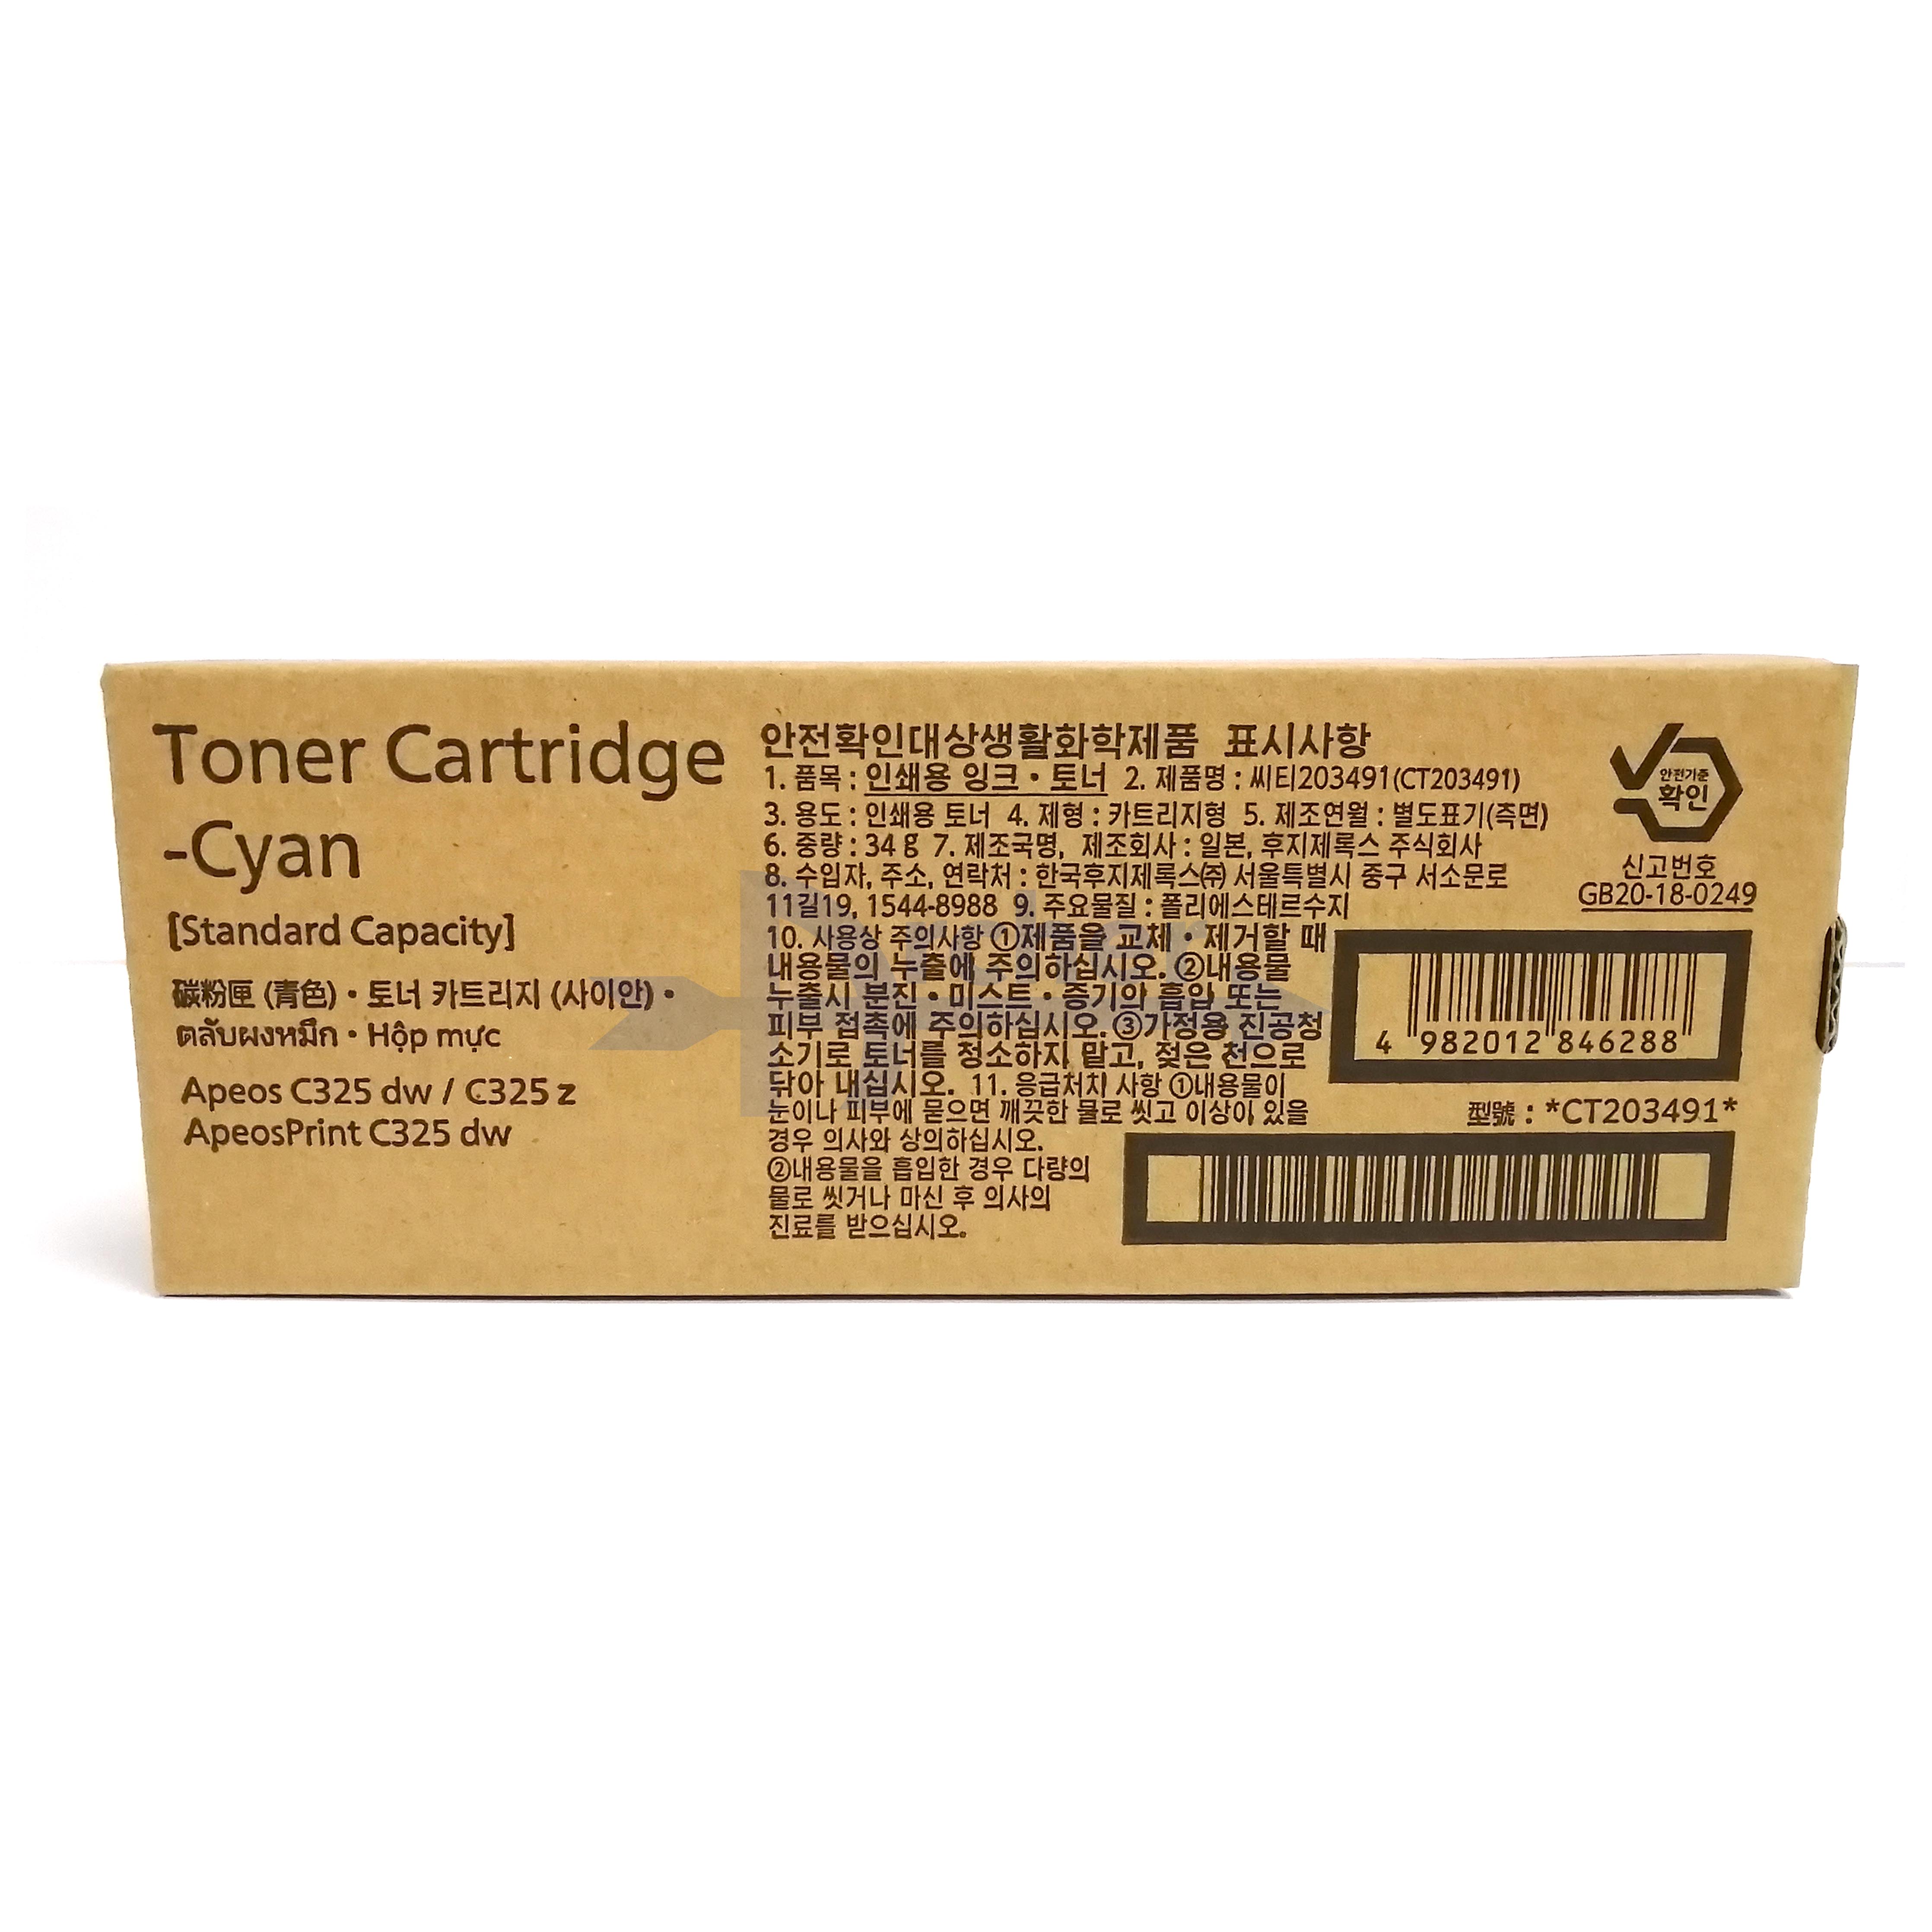 Toner Cartridge
-Cyan
[Standard Capacity]
碳粉匣 (青色)・토너 카트리지 (사이안)・
ตลับผงหมึก・Hộp mực
Apeos C325 dw / C325 z
ApeosPrint C325 dw
안전확인대상생활화학제품 표시사항
1. 품목 : 인쇄용 잉크・토너 2. 제품명 : 씨티203491(CT203491)
3. 용도 : 인쇄용 토너 4. 제형 : 카트리지형 5. 제조연월 : 별도표기(측면)
6. 중량 : 34 g 7. 제조국명, 제조회사 : 일본, 후지제록스 주식회사
8. 수입자, 주소, 연락처 : 한국후지제록스㈜ 서울특별시 중구 서소문로
11길19, 1544-8988 9. 주요물질 : 폴리에스테르수지
10. 사용상 주의사항 ①제품을 교체・제거할 때
내용물의 누출에 주의하십시오. ②내용물
누출시 분진・미스트・증기의 흡입 또는
피부 접촉에 주의하십시오. ③가정용 진공청
소기로 토너를 청소하지 말고, 젖은 천으로
닦아 내십시오. 11. 응급처치 사항 ①내용물이
눈이나 피부에 묻으면 깨끗한 물로 씻고 이상이 있을
경우 의사와 상의하십시오.
②내용물을 흡입한 경우 다량의
물로 씻거나 마신 후 의사의
진료를 받으십시오.
안전기준
확인
신고번호
GB20-18-0249
4 982012 846288
型號 : *CT203491*